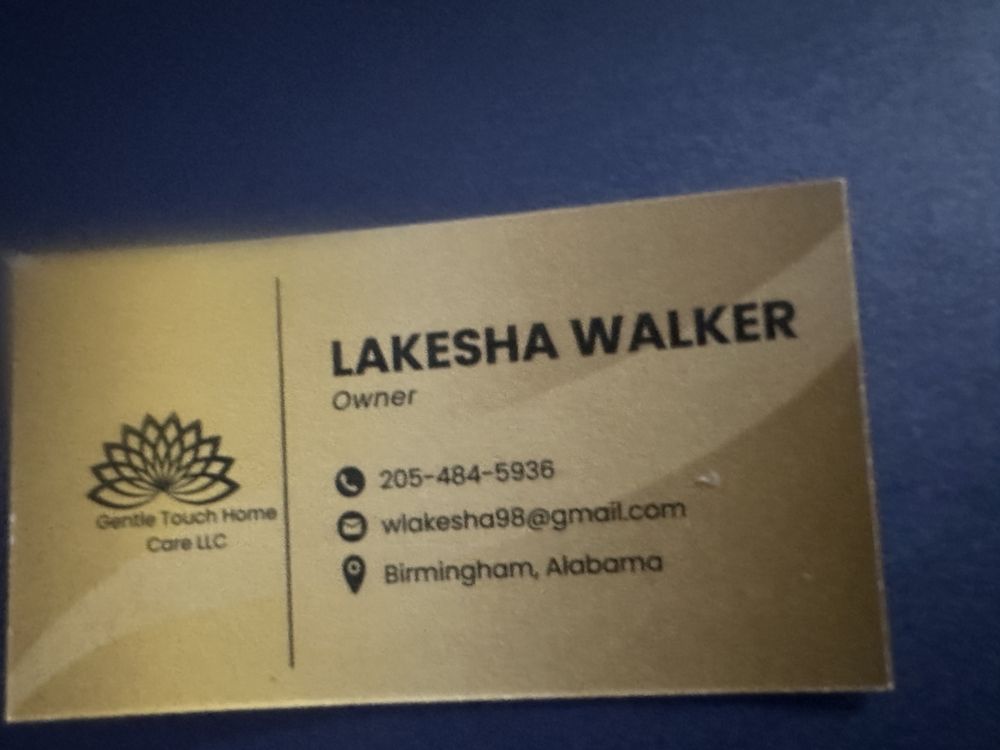 LAKESHA WALKER
Owner
205-484-5936
wlakesha98@gmail.com
Birmingham, Alabama
Gentle Touch Home
Care LLC